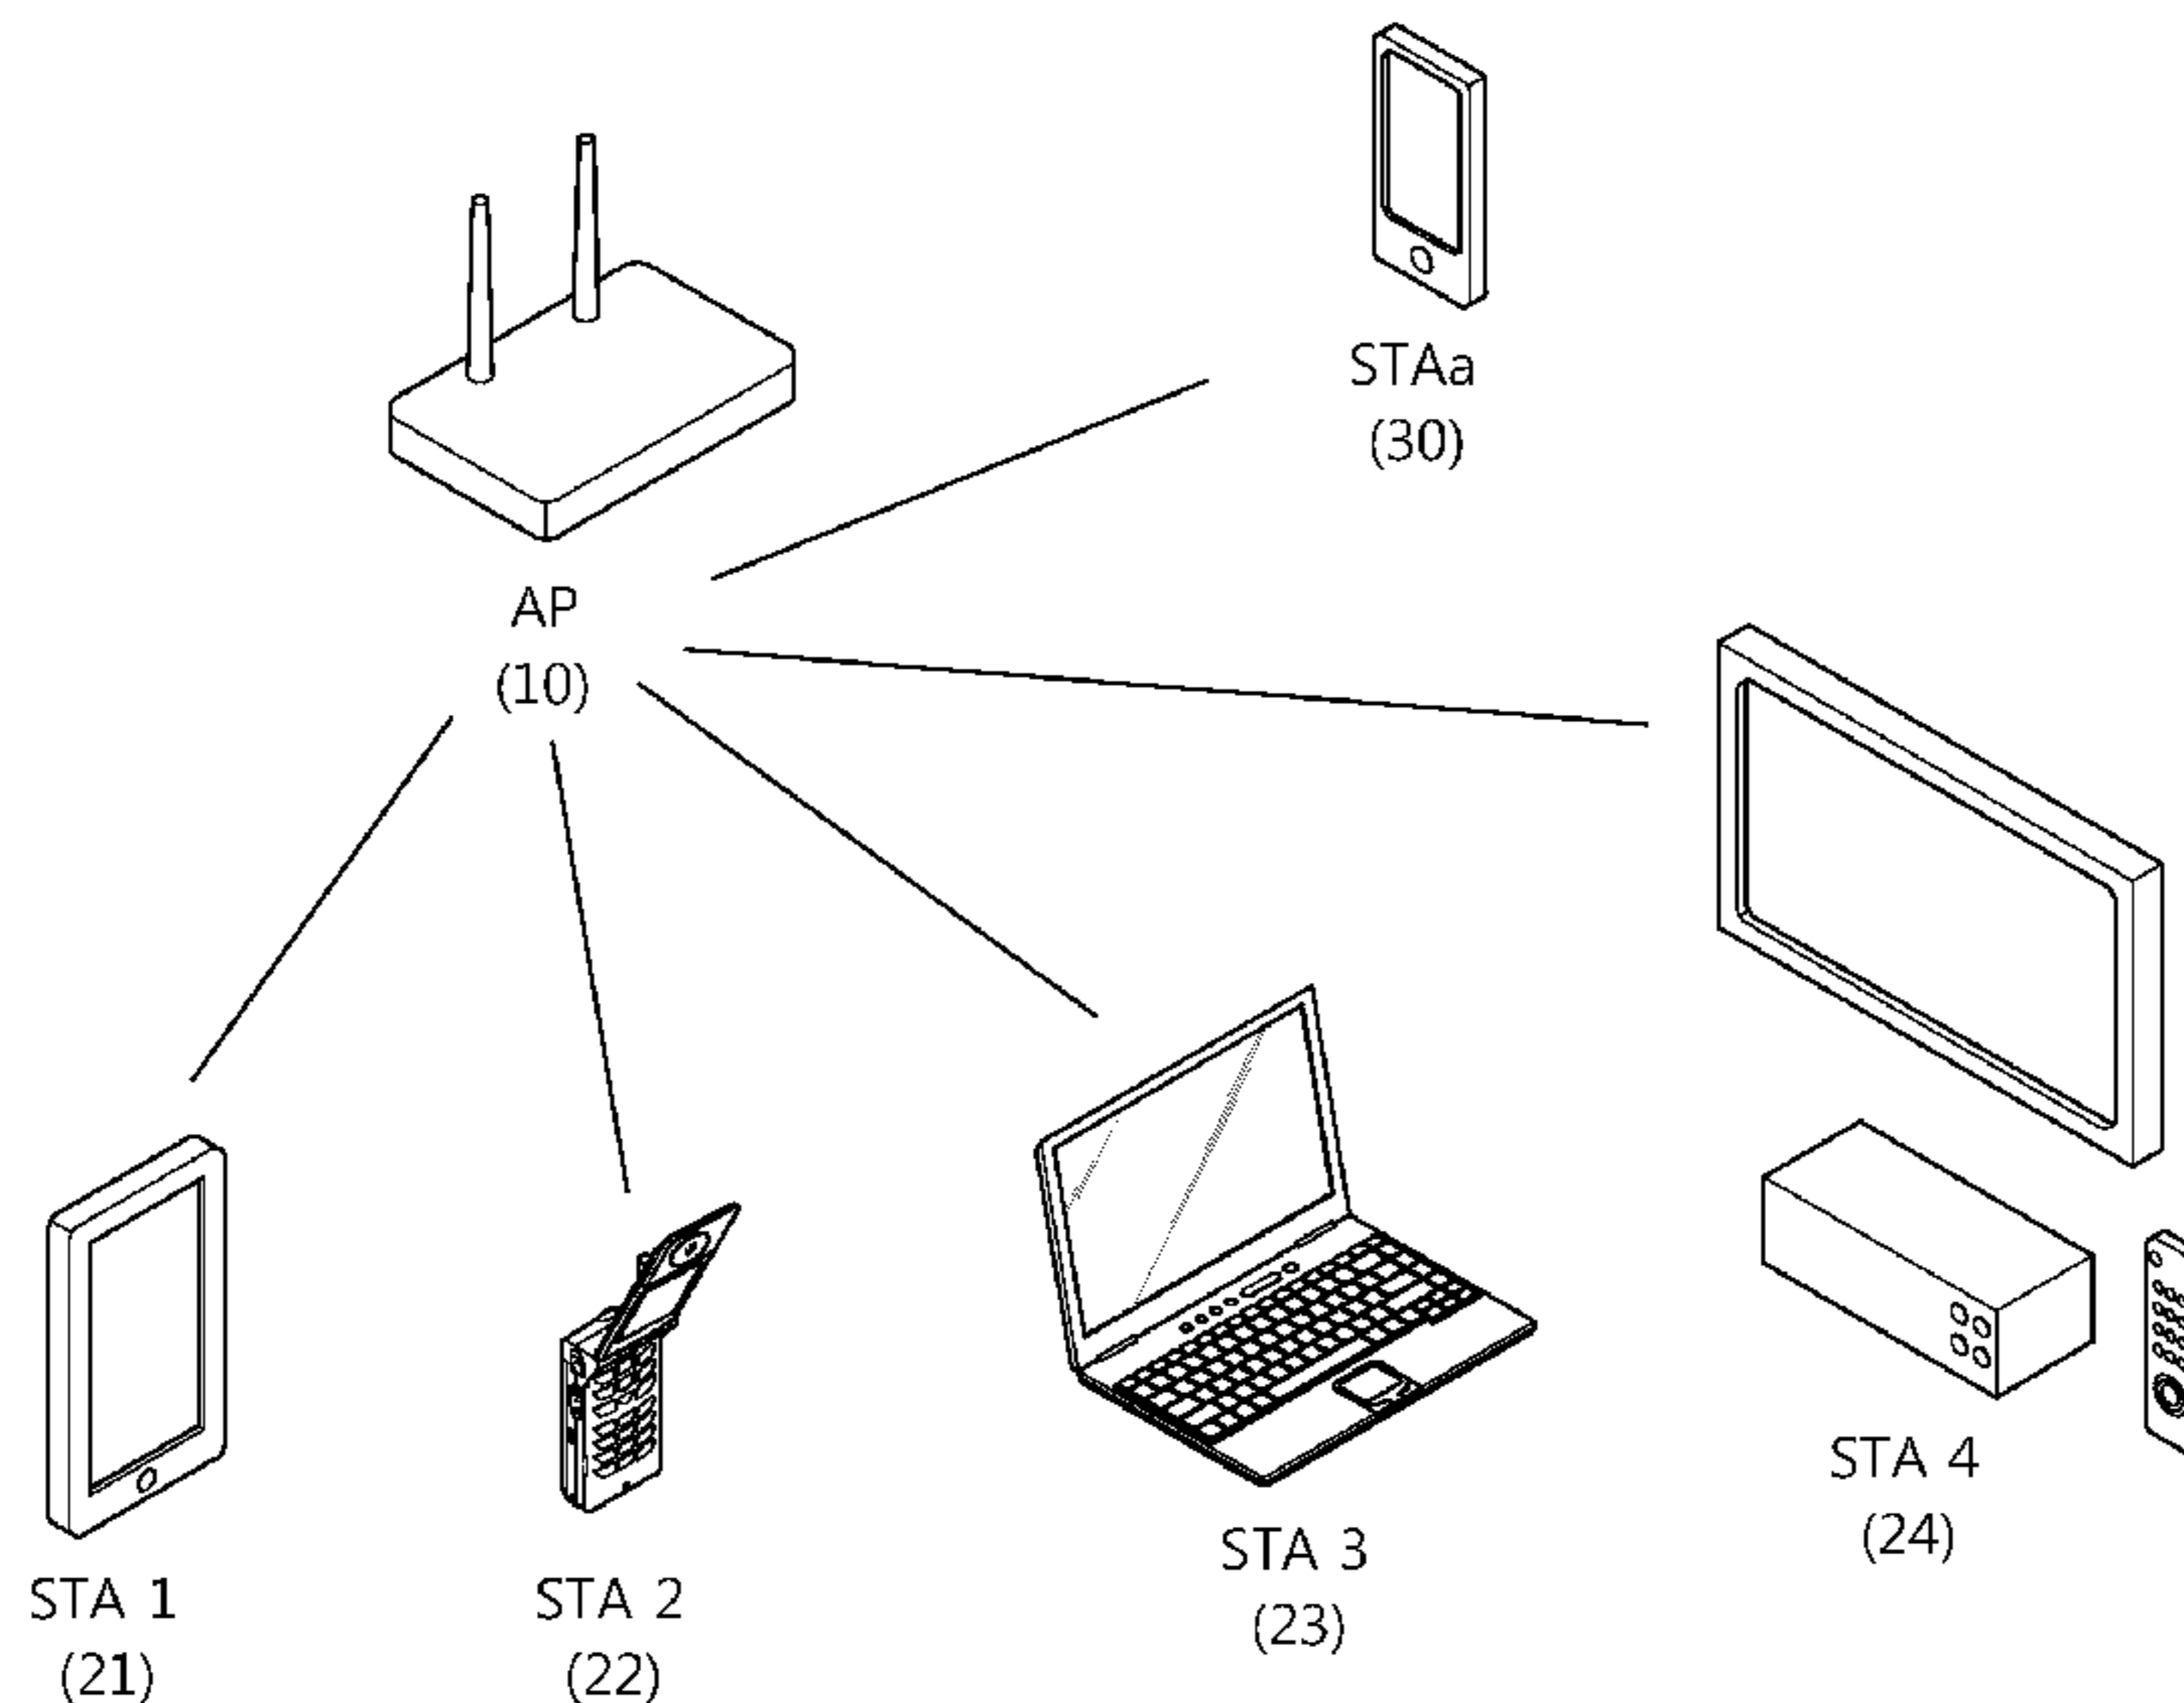 STAa
(30)
AP
(10)
STA 4
(24)
STA 3
(23)
STA 1
(21)
STA 2
(22)